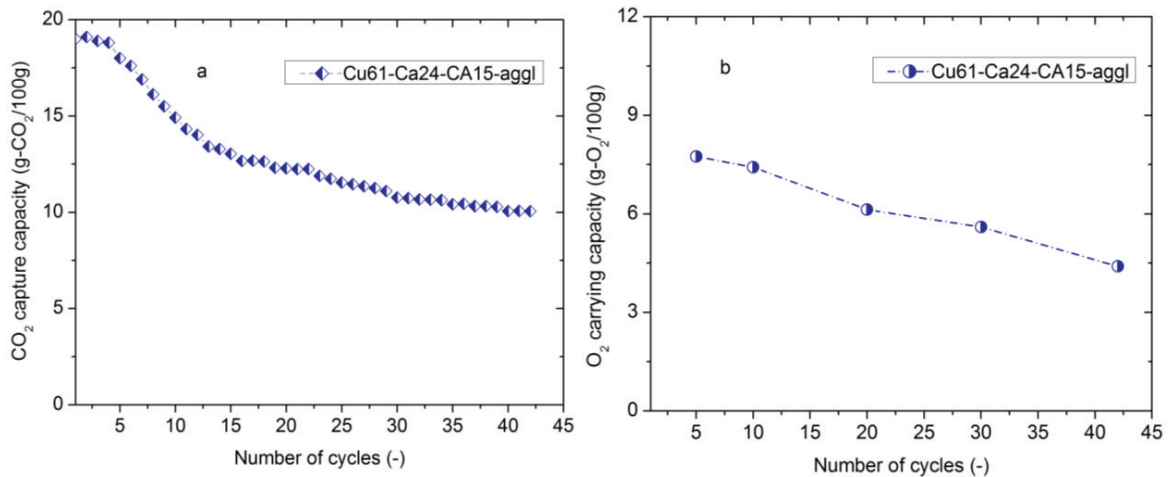 20
15
10
5
0
CO₂ capture capacity (g-CO₂/100g)
a
Cu61-Ca24-CA15-aggl
5 10 15 20 25 30 35 40 45
Number of cycles (-)
12
9
6
3
0
O₂ carrying capacity (g-O₂/100g)
b
Cu61-Ca24-CA15-aggl
5 10 15 20 25 30 35 40 45
Number of cycles (-)